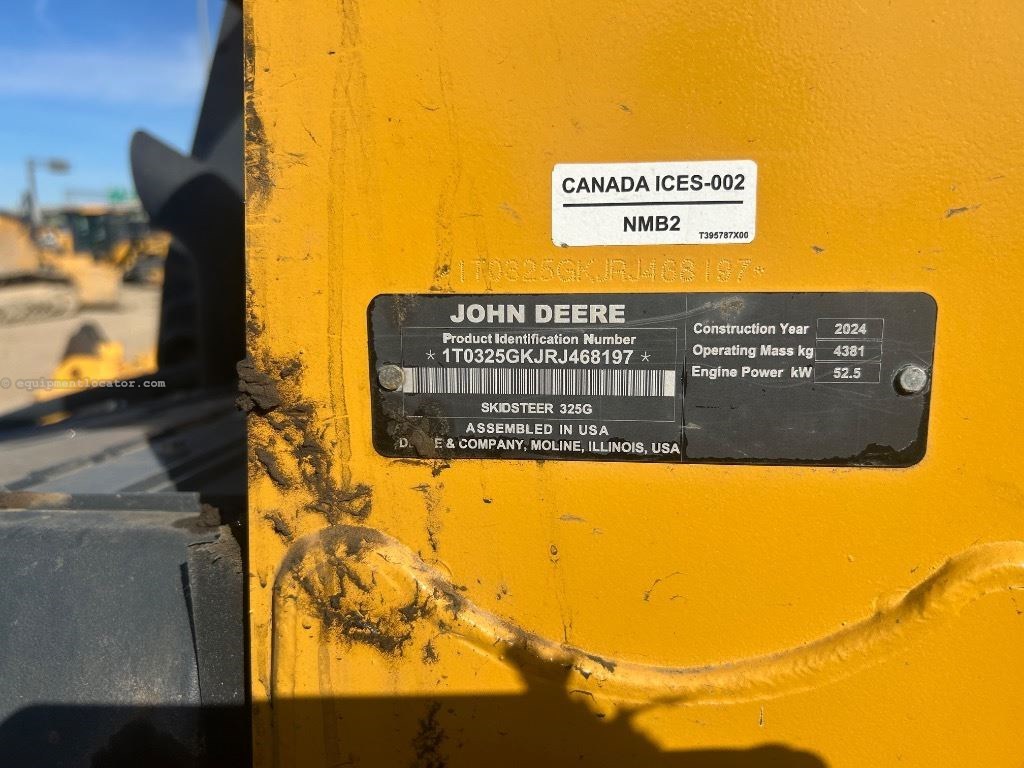 CANADA ICES-002
NMB2
T395787X00
1T0325GKJRJ468197*
JOHN DEERE
Product Identification Number
* 1T0325GKJRJ468197 *
SKIDSTEER 325G
ASSEMBLED IN USA
DEERE & COMPANY, MOLINE, ILLINOIS, USA
Construction Year 2024
Operating Mass kg 4381
Engine Power kW 52.5
© equipmentlocator.com